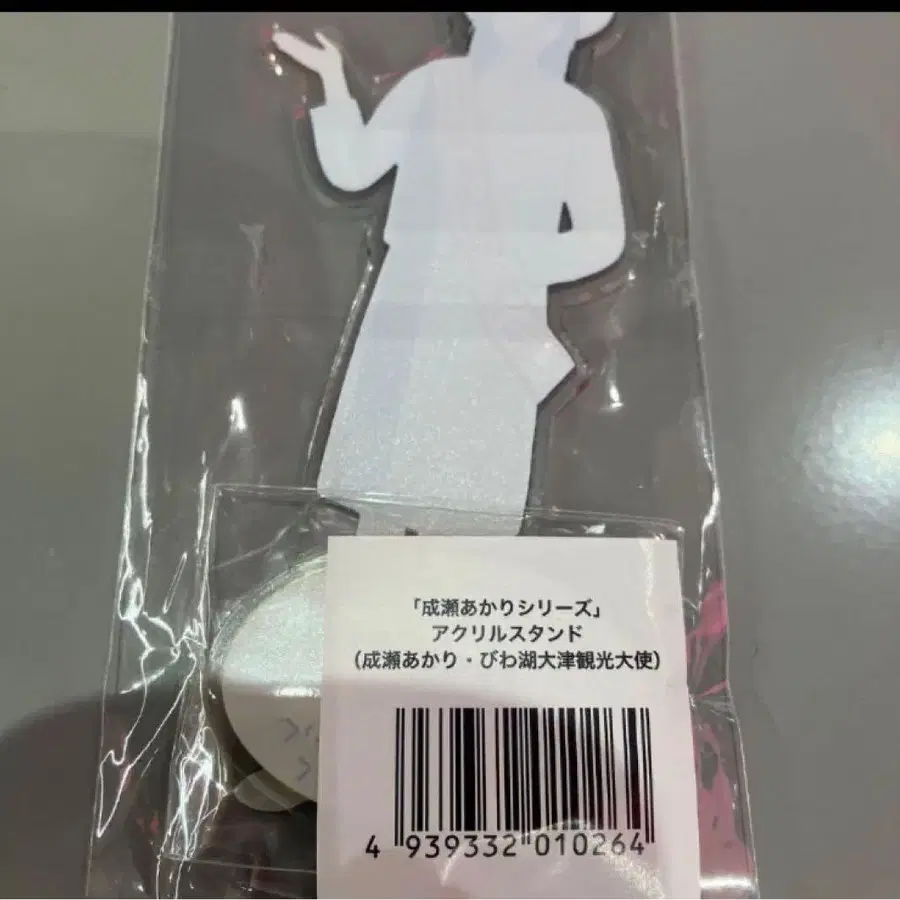 「成瀬あかりシリーズ」
アクリルスタンド
（成瀬あかり・びわ湖大津観光大使）
4 939332 010264